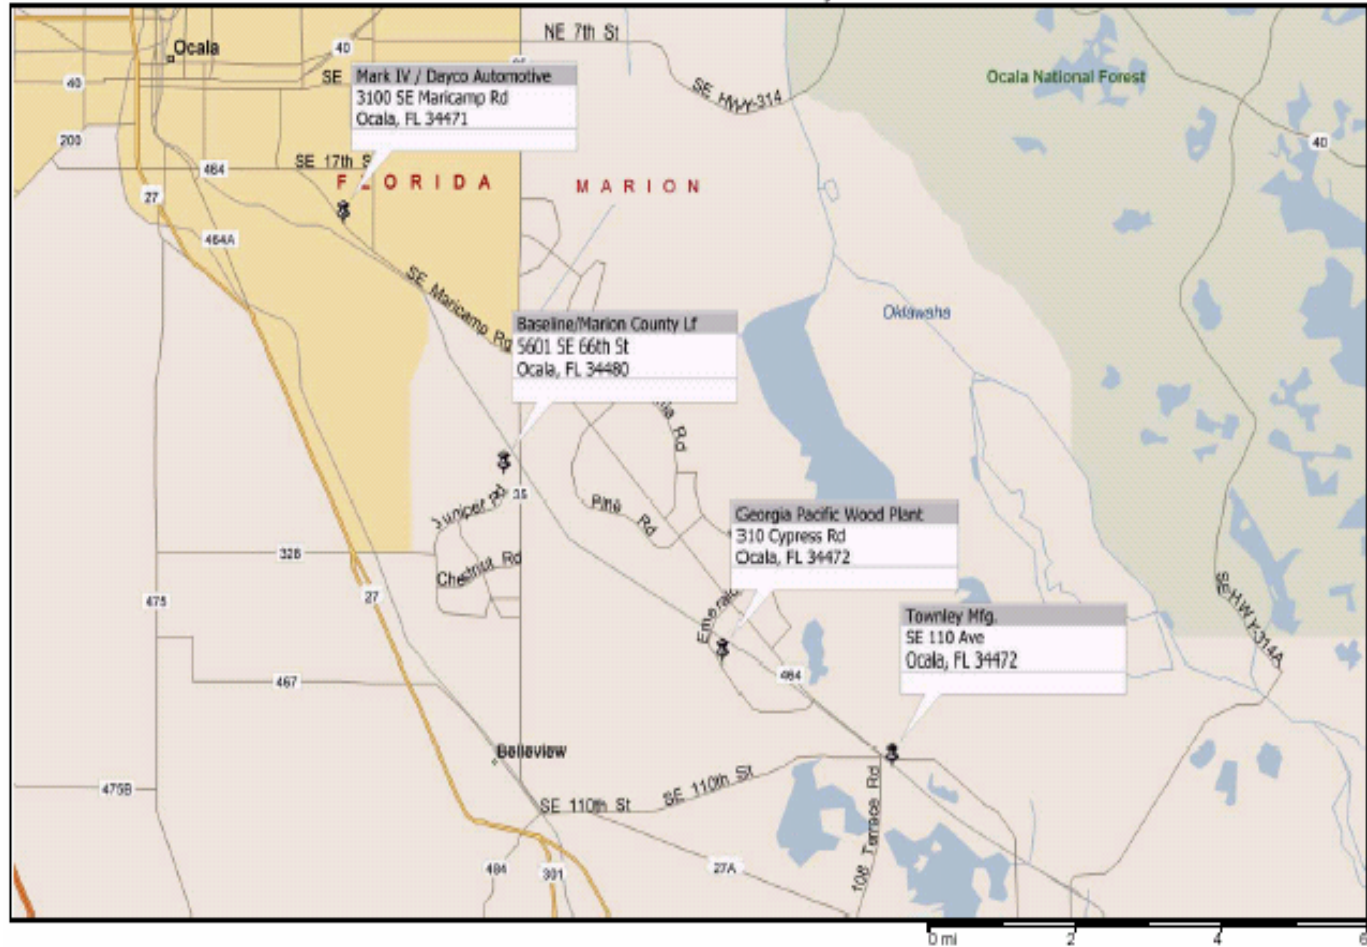 NE 7th St
Ocala
40
40
SE
Mark IV / Dayco Automotive
3100 SE Maricamp Rd
Ocala, FL 34471
SE HWY-314
Ocala National Forest
40
200
464
SE 17th S
FLORIDA
MARION
27
464A
SE Maricamp Rd
Oklawaha
Baseline/Marion County Lf
5601 SE 66th St
Ocala, FL 34480
Juniper Rd
35
Pine Rd
Georgia Pacific Wood Plant
310 Cypress Rd
Ocala, FL 34472
328
Chestnut Rd
475
27
SE HWY-314A
Townley Mfg.
SE 110 Ave
Ocala, FL 34472
467
464
Belleview
475B
SE 110th St
SE 110th St
108 Terrace Rd
484
301
27A
0 mi
2
4
6